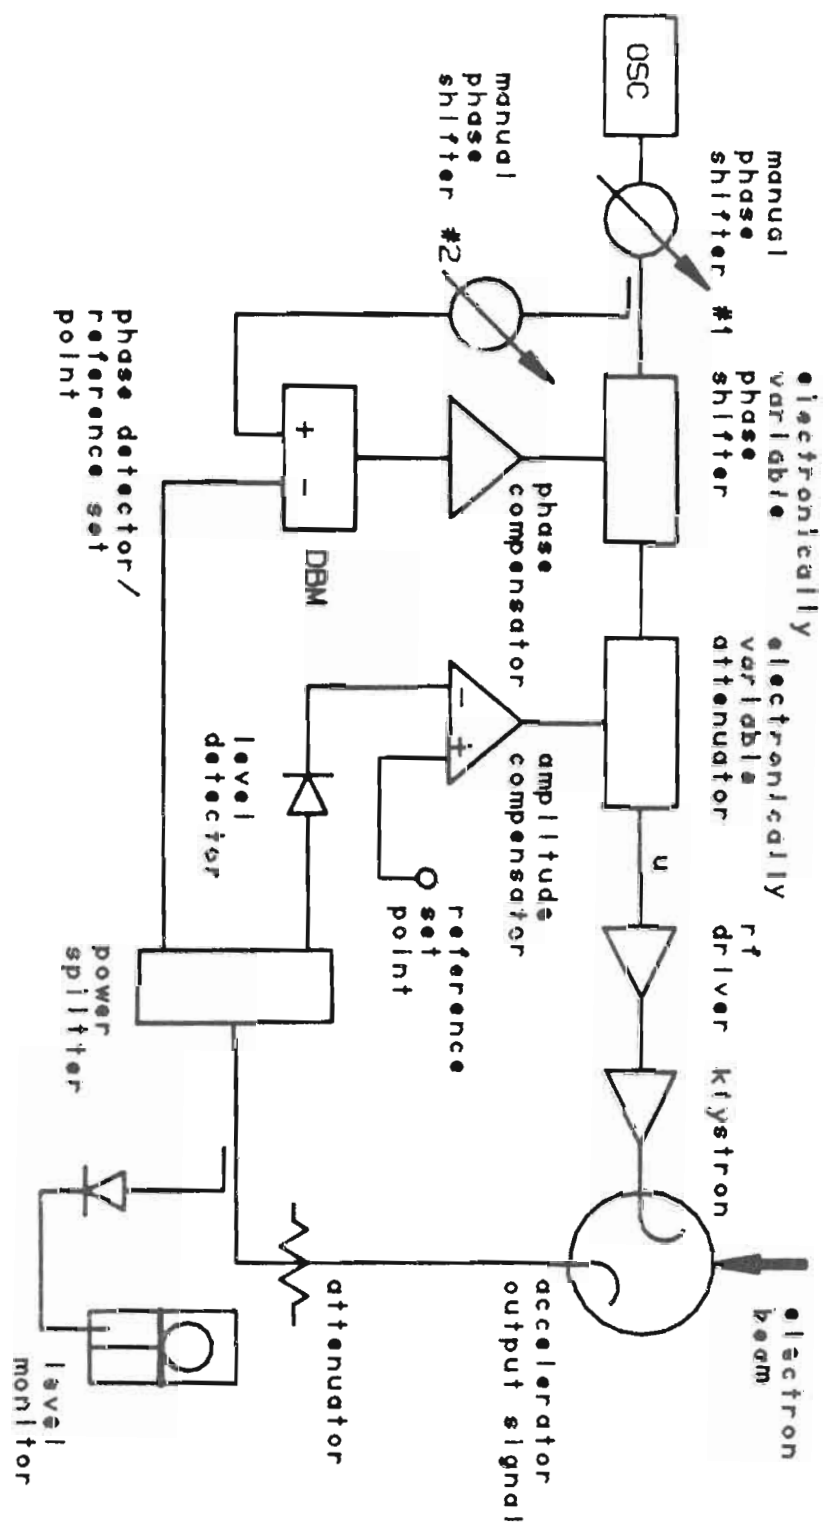 OSC
manual
phase
shifter #1
electronically
variable
phase
shifter
electronically
variable
attenuator
u
rf
driver
klystron
electron
beam
manual
phase
shifter #2
phase
compensator
amplitude
compensator
+
-
DBM
-
+
reference
set
point
accelerator
output signal
phase detector/
reference set
point
level
detector
attenuator
power
splitter
level
monitor